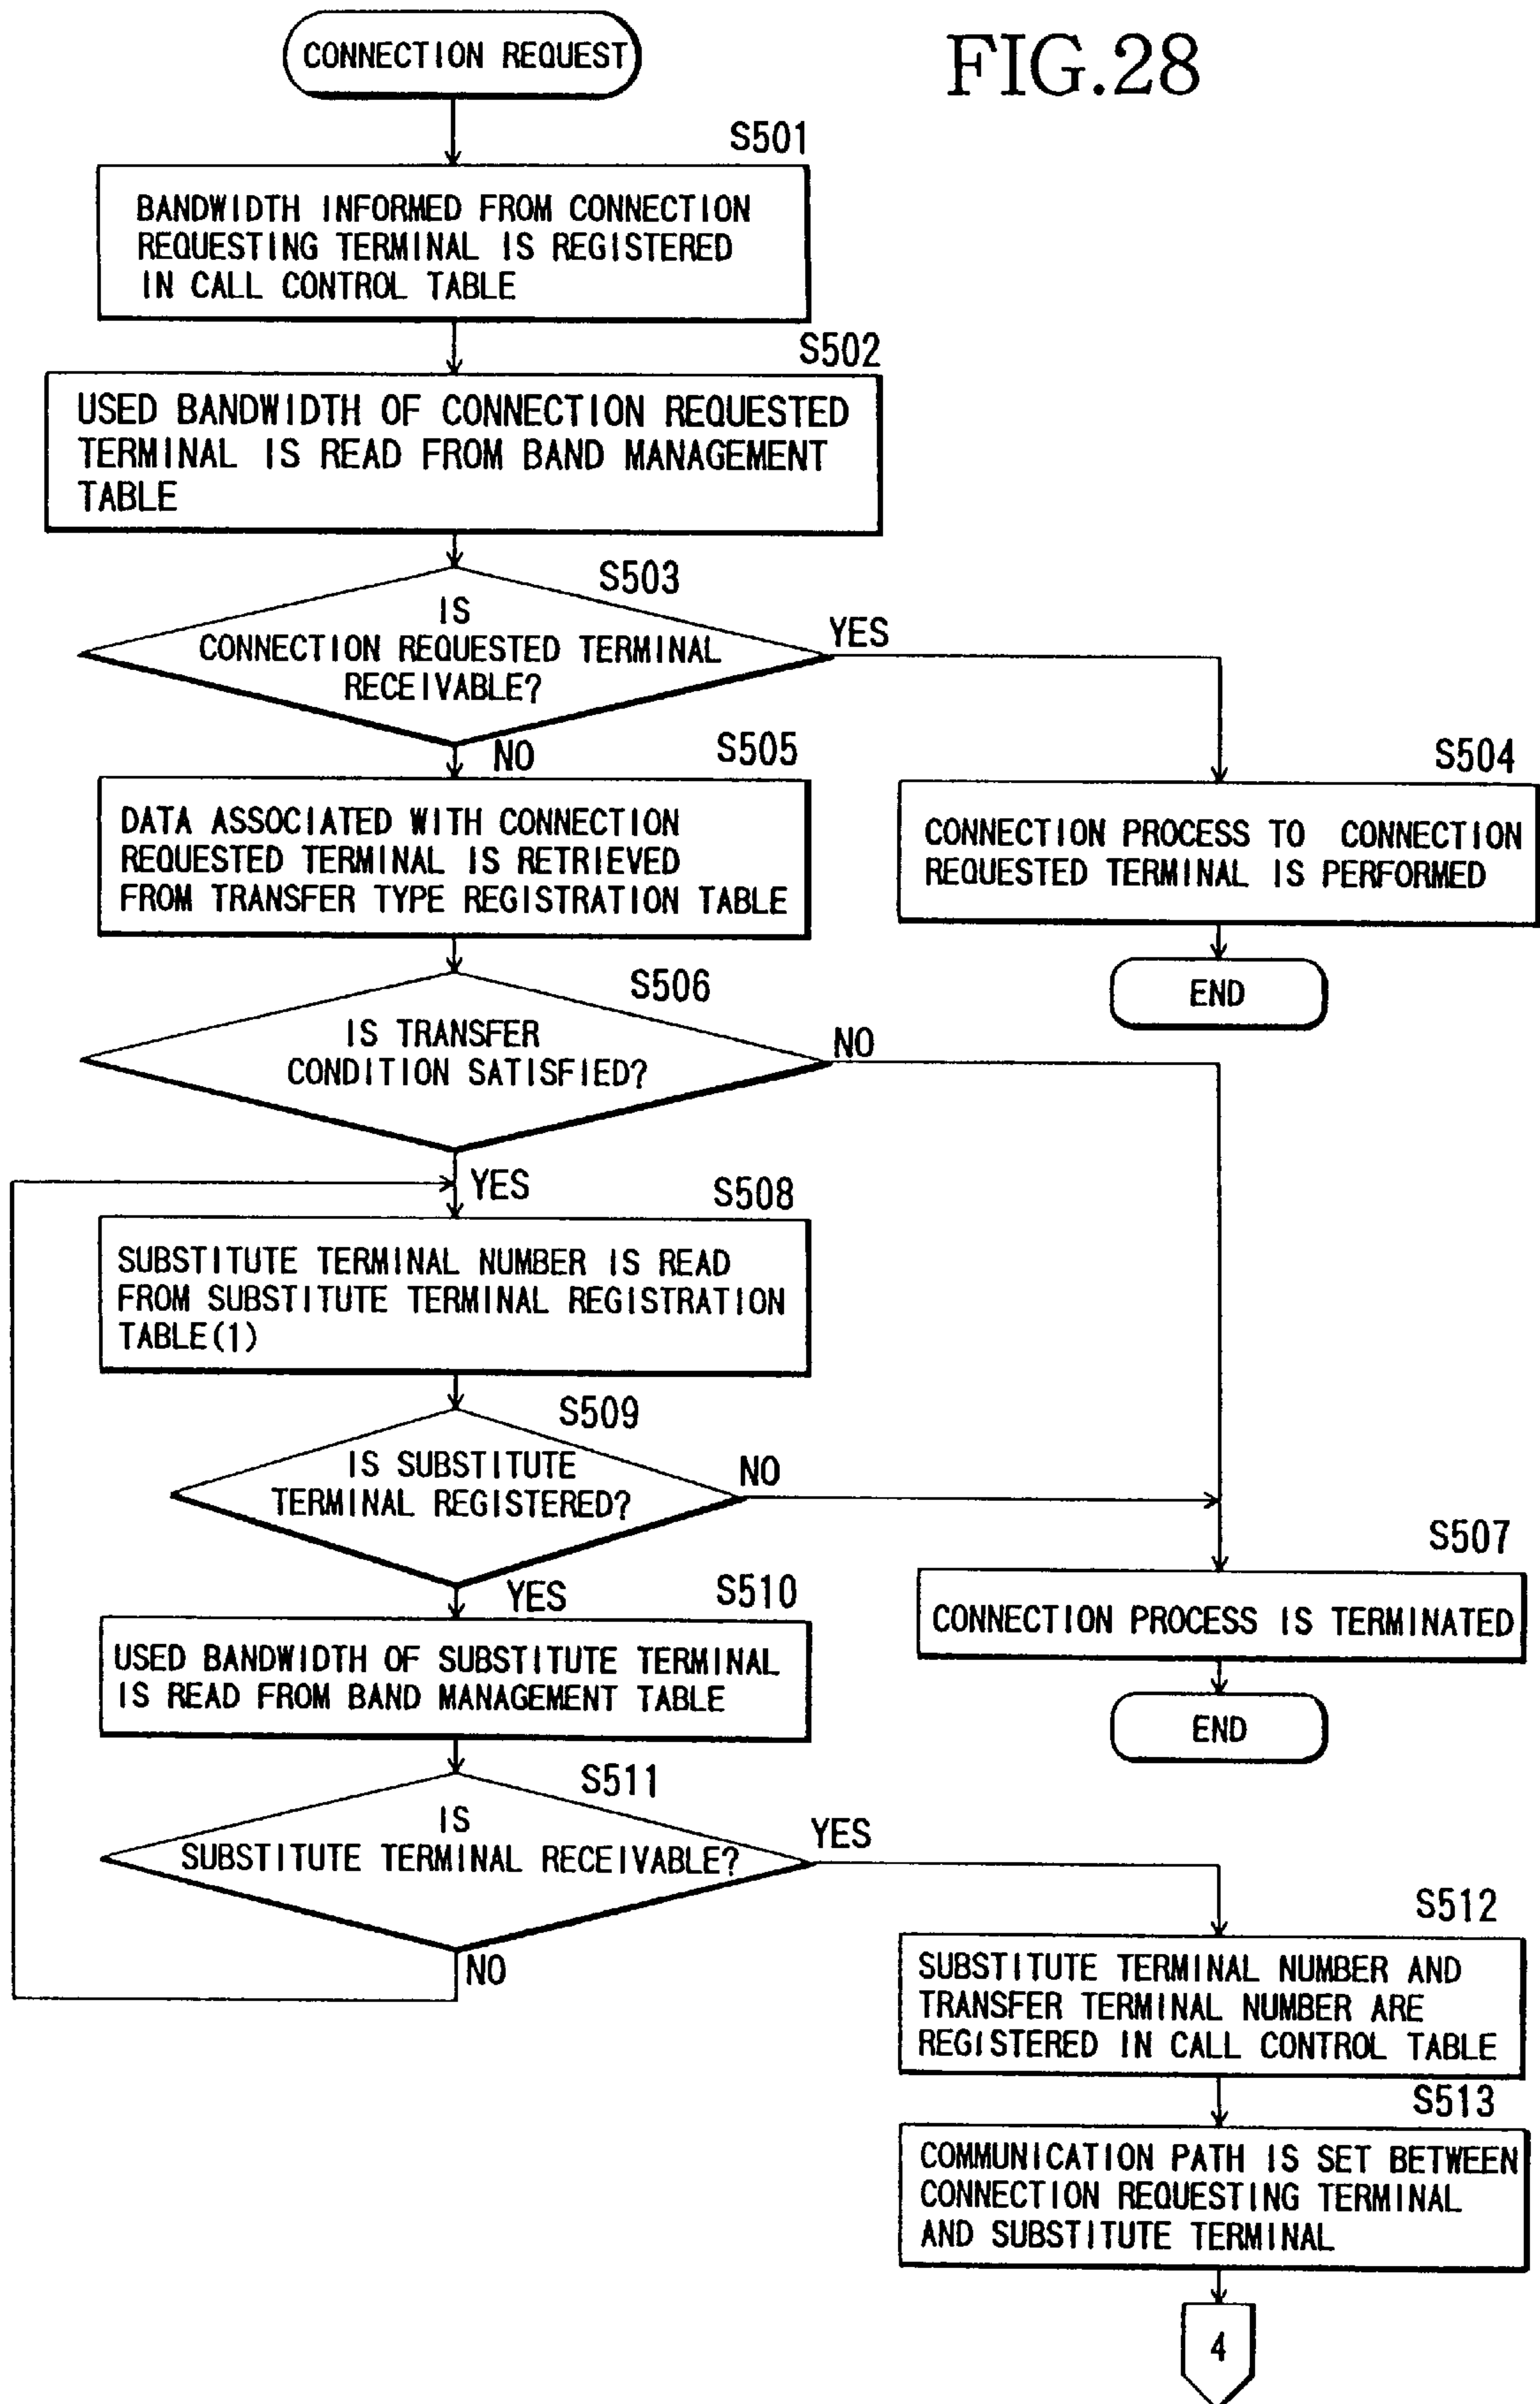 CONNECTION REQUEST
FIG.28
S501
BANDWIDTH INFORMED FROM CONNECTION
REQUESTING TERMINAL IS REGISTERED
IN CALL CONTROL TABLE
S502
USED BANDWIDTH OF CONNECTION REQUESTED
TERMINAL IS READ FROM BAND MANAGEMENT
TABLE
S503
IS
CONNECTION REQUESTED TERMINAL
RECEIVABLE?
YES
NO
S505
DATA ASSOCIATED WITH CONNECTION
REQUESTED TERMINAL IS RETRIEVED
FROM TRANSFER TYPE REGISTRATION TABLE
S504
CONNECTION PROCESS TO CONNECTION
REQUESTED TERMINAL IS PERFORMED
END
S506
IS TRANSFER
CONDITION SATISFIED?
NO
YES
S508
SUBSTITUTE TERMINAL NUMBER IS READ
FROM SUBSTITUTE TERMINAL REGISTRATION
TABLE(1)
S509
IS SUBSTITUTE
TERMINAL REGISTERED?
NO
YES
S507
CONNECTION PROCESS IS TERMINATED
END
S510
USED BANDWIDTH OF SUBSTITUTE TERMINAL
IS READ FROM BAND MANAGEMENT TABLE
S511
IS
SUBSTITUTE TERMINAL RECEIVABLE?
YES
NO
S512
SUBSTITUTE TERMINAL NUMBER AND
TRANSFER TERMINAL NUMBER ARE
REGISTERED IN CALL CONTROL TABLE
S513
COMMUNICATION PATH IS SET BETWEEN
CONNECTION REQUESTING TERMINAL
AND SUBSTITUTE TERMINAL
4